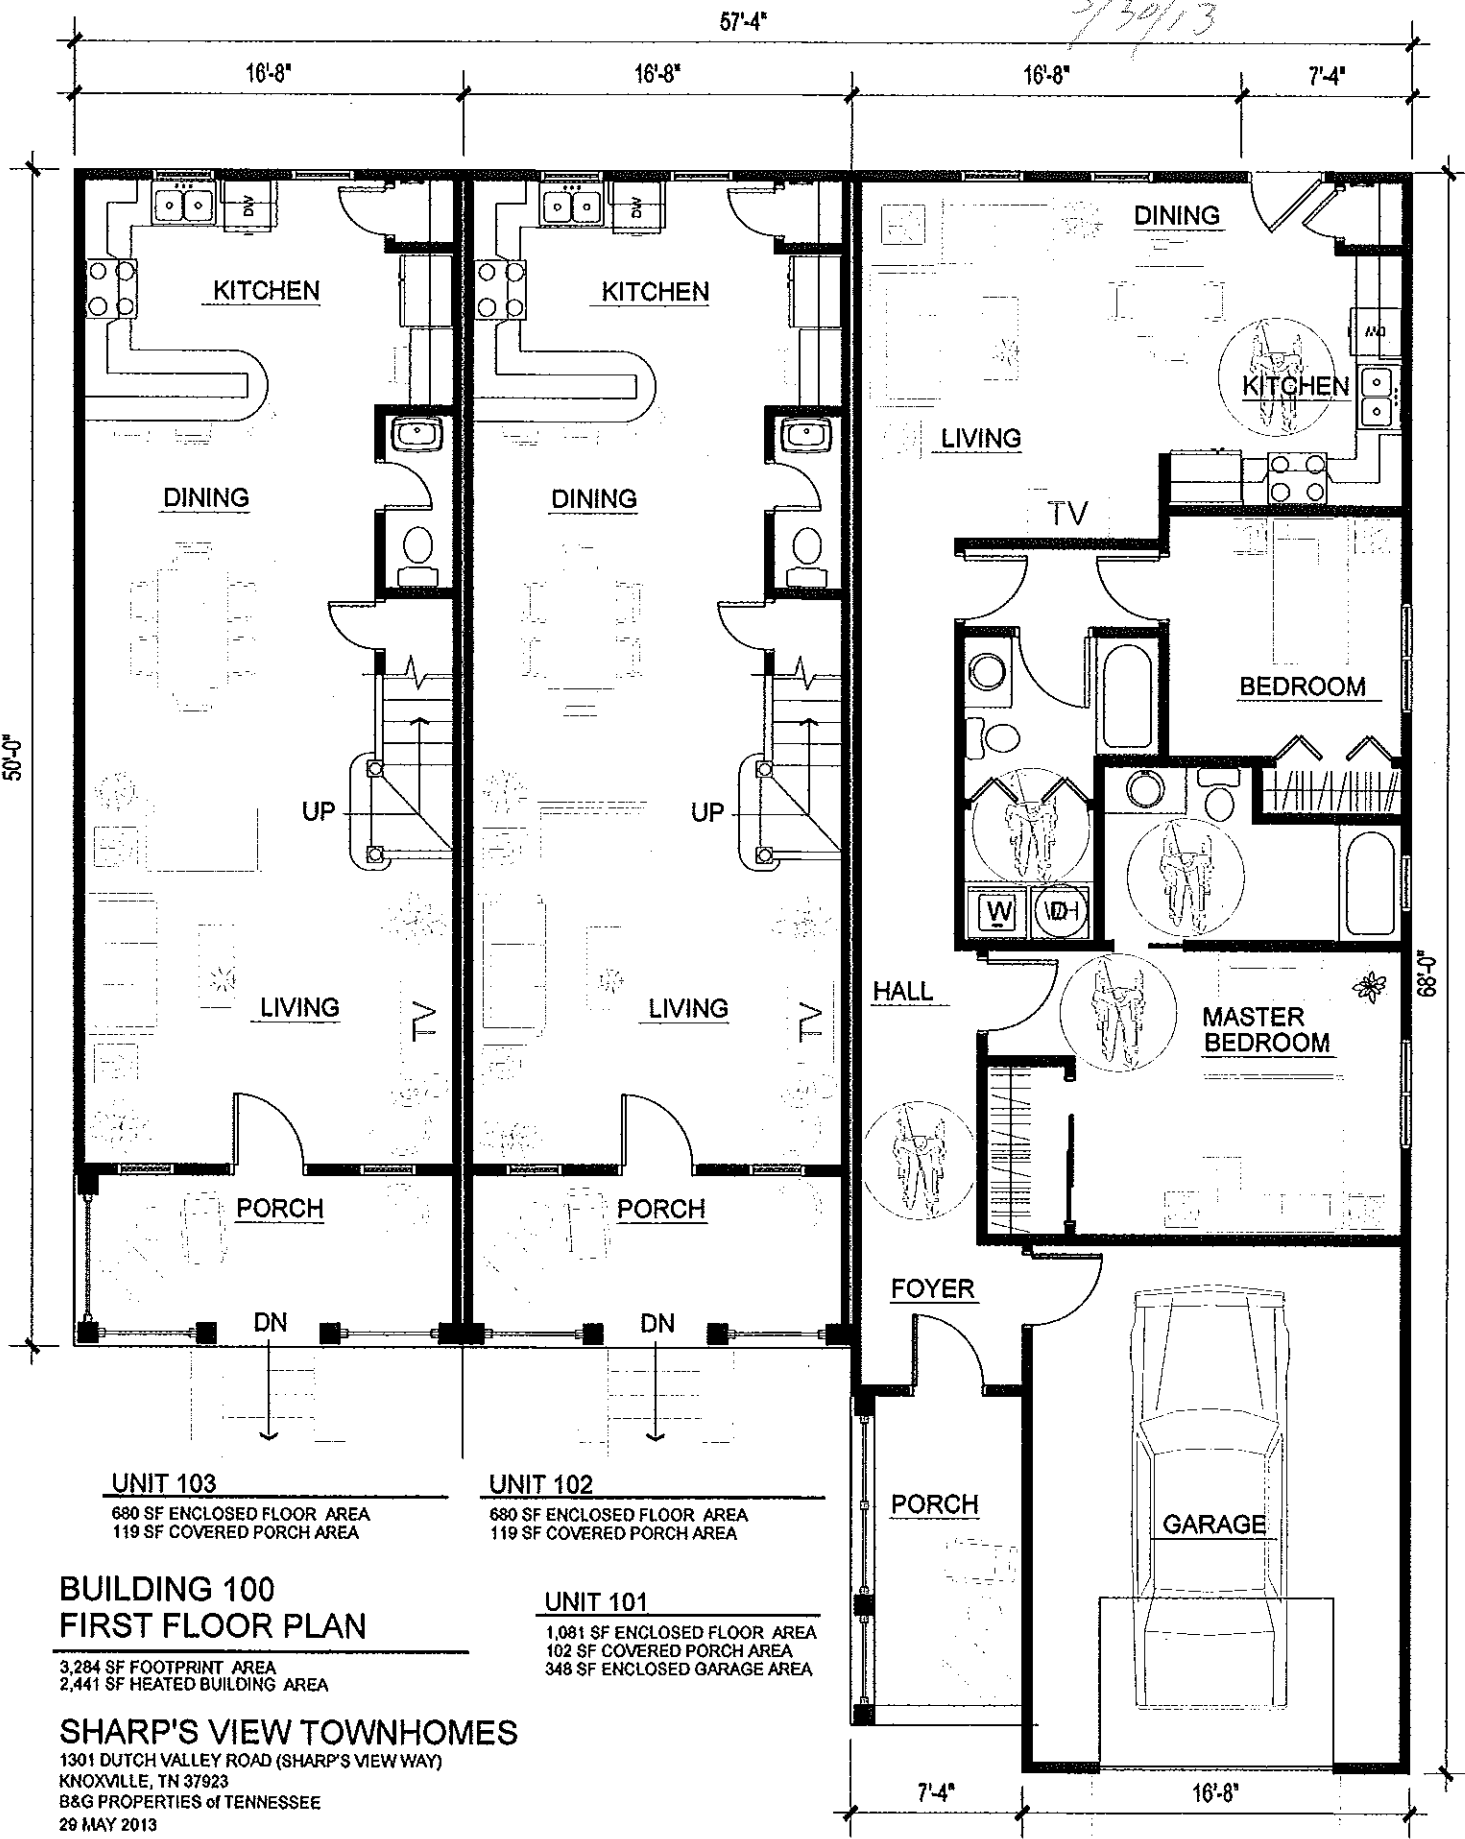 5/30/13
57'-4"
16'-8"
16'-8"
16'-8"
7'-4"
DW
DW
DINING
KITCHEN
KITCHEN
DW
KITCHEN
LIVING
DINING
DINING
TV
BEDROOM
50'-0"
UP
UP
W
D
WH
68'-0"
HALL
LIVING
TV
LIVING
TV
MASTER
BEDROOM
PORCH
PORCH
FOYER
DN
DN
UNIT 103
680 SF ENCLOSED FLOOR AREA
119 SF COVERED PORCH AREA
UNIT 102
680 SF ENCLOSED FLOOR AREA
119 SF COVERED PORCH AREA
PORCH
GARAGE
BUILDING 100
FIRST FLOOR PLAN
3,284 SF FOOTPRINT AREA
2,441 SF HEATED BUILDING AREA
UNIT 101
1,081 SF ENCLOSED FLOOR AREA
102 SF COVERED PORCH AREA
348 SF ENCLOSED GARAGE AREA
SHARP'S VIEW TOWNHOMES
1301 DUTCH VALLEY ROAD (SHARP'S VIEW WAY)
KNOXVILLE, TN 37923
B&G PROPERTIES of TENNESSEE
29 MAY 2013
7'-4"
16'-8"